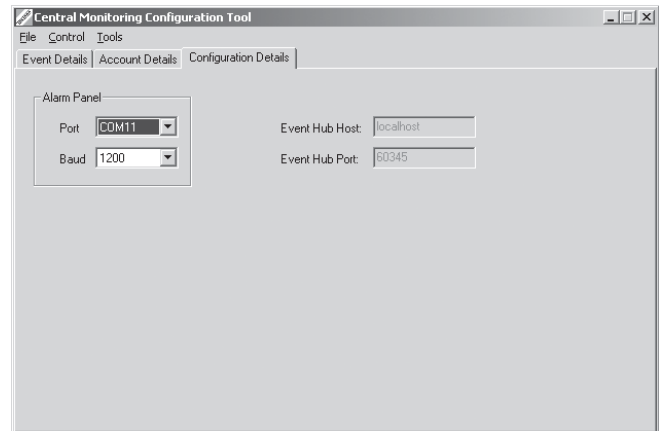 Central Monitoring Configuration Tool
File Control Tools
Event Details Account Details Configuration Details
Alarm Panel
Port COM11 Event Hub Host: localhost
Baud 1200 Event Hub Port: 60345